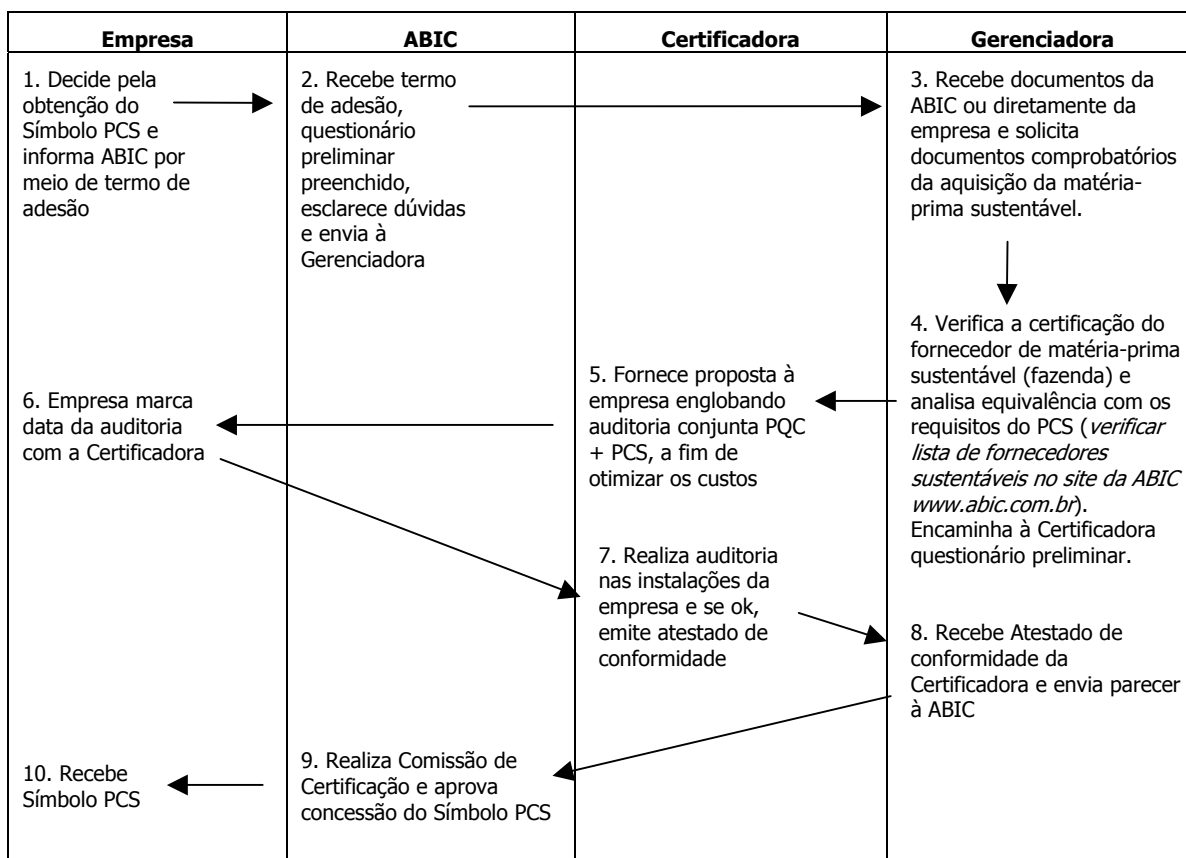 Empresa
ABIC
Certificadora
Gerenciadora
1. Decide pela
obtenção do
Símbolo PCS e
informa ABIC por
meio de termo de
adesão
2. Recebe termo
de adesão,
questionário
preliminar
preenchido,
esclarece dúvidas
e envia à
Gerenciadora
3. Recebe documentos da
ABIC ou diretamente da
empresa e solicita
documentos comprobatórios
da aquisição da matéria-
prima sustentável.
4. Verifica a certificação do
fornecedor de matéria-prima
sustentável (fazenda) e
analisa equivalência com os
requisitos do PCS (verificar
lista de fornecedores
sustentáveis no site da ABIC
www.abic.com.br).
Encaminha à Certificadora
questionário preliminar.
5. Fornece proposta à
empresa englobando
auditoria conjunta PQC
+ PCS, a fim de
otimizar os custos
6. Empresa marca
data da auditoria
com a Certificadora
7. Realiza auditoria
nas instalações da
empresa e se ok,
emite atestado de
conformidade
8. Recebe Atestado de
conformidade da
Certificadora e envia parecer
à ABIC
9. Realiza Comissão de
Certificação e aprova
concessão do Símbolo PCS
10. Recebe
Símbolo PCS